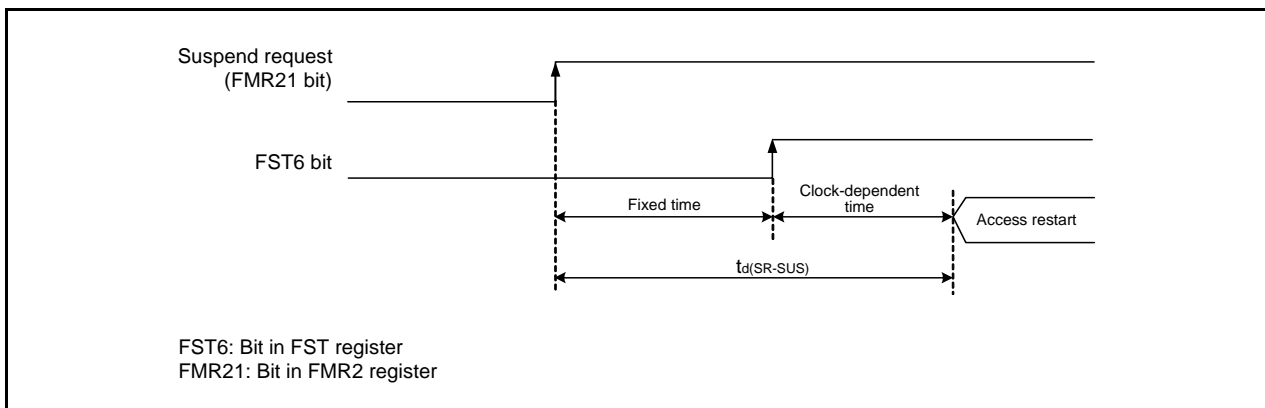 Suspend request
(FMR21 bit)
FST6 bit
Fixed time
Clock-dependent
time
Access restart
td(SR-SUS)
FST6: Bit in FST register
FMR21: Bit in FMR2 register